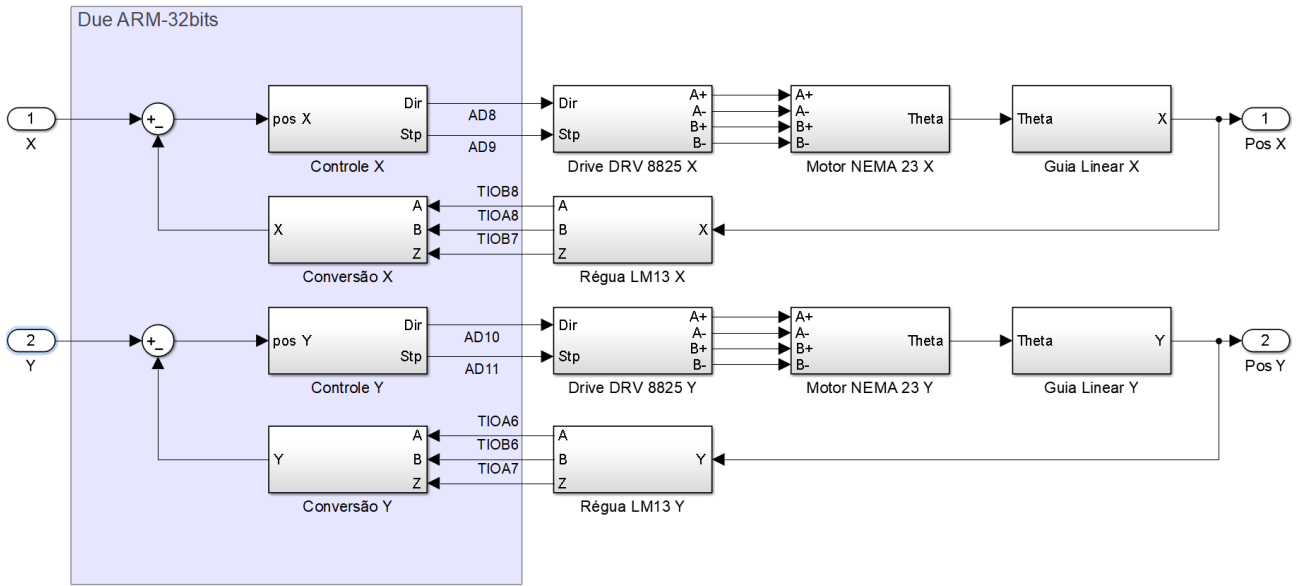 Due ARM-32bits
1
X
+
-
pos X
Dir
Stp
Controle X
AD8
AD9
Dir
Stp
A+
A-
B+
B-
Drive DRV 8825 X
A+
A-
B+
B-
Theta
Motor NEMA 23 X
Theta
X
Guia Linear X
1
Pos X
X
A
B
Z
Conversão X
TIOB8
TIOA8
TIOB7
A
B
Z
X
Régua LM13 X
2
Y
+
-
pos Y
Dir
Stp
Controle Y
AD10
AD11
Dir
Stp
A+
A-
B+
B-
Drive DRV 8825 Y
A+
A-
B+
B-
Theta
Motor NEMA 23 Y
Theta
Y
Guia Linear Y
2
Pos Y
Y
A
B
Z
Conversão Y
TIOA6
TIOB6
TIOA7
A
B
Z
Y
Régua LM13 Y